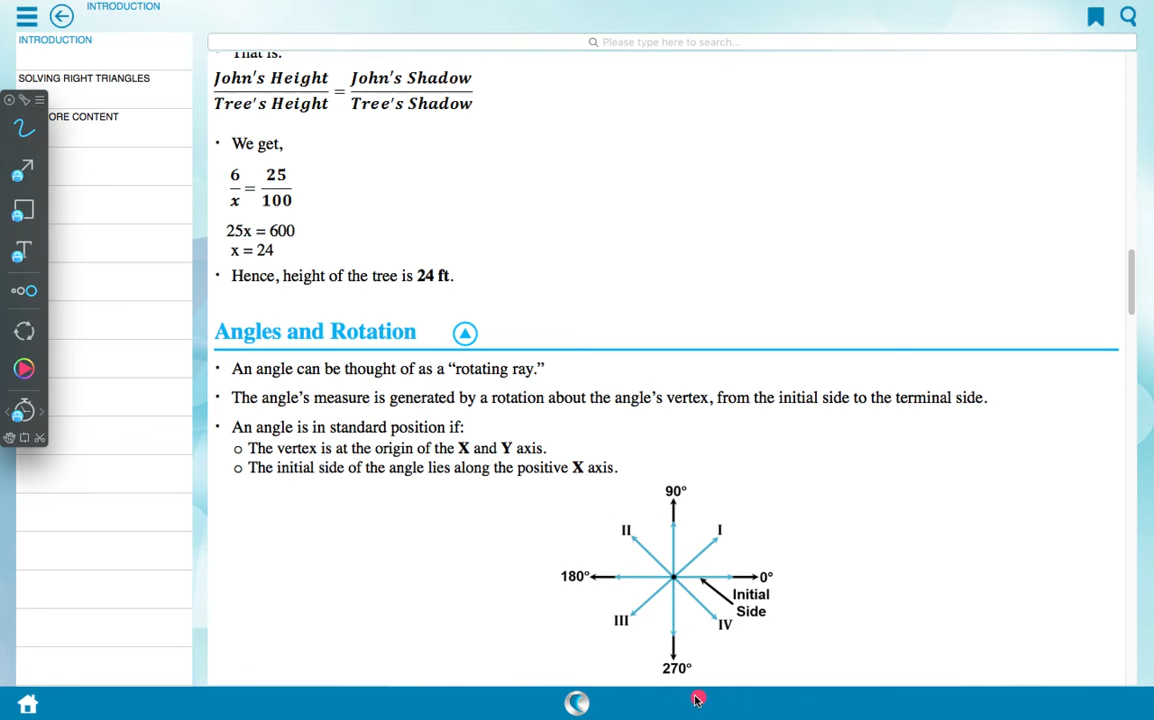 INTRODUCTION
INTRODUCTION
Please type here to search...
SOLVING RIGHT TRIANGLES
ORE CONTENT
· That is:
John's Height / Tree's Height = John's Shadow / Tree's Shadow
· We get,
6/x = 25/100
25x = 600
x = 24
· Hence, height of the tree is 24 ft.
Angles and Rotation
· An angle can be thought of as a “rotating ray.”
· The angle’s measure is generated by a rotation about the angle’s vertex, from the initial side to the terminal side.
· An angle is in standard position if:
o The vertex is at the origin of the X and Y axis.
o The initial side of the angle lies along the positive X axis.
90°
II I
180° 0°
Initial
Side
III IV
270°